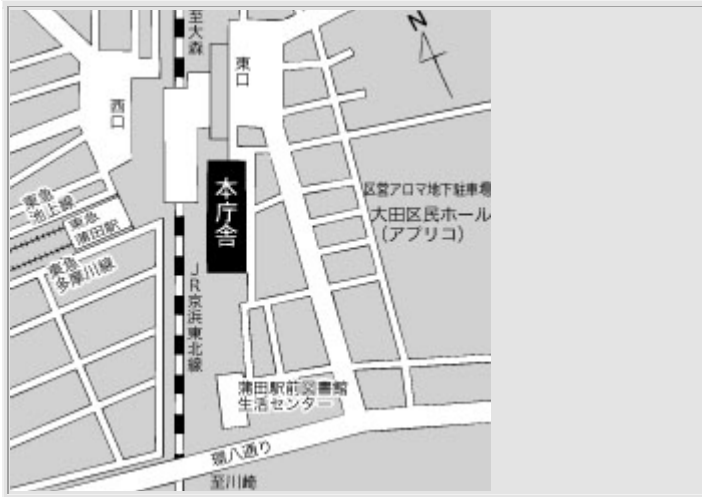 至大森
N
東口
西口
本庁舎
区営アロマ地下駐車場
大田区民ホール
（アプリコ）
東急
池上線
東急
蒲田駅
東急
多摩川線
JR京浜東北線
蒲田駅前図書館
生活センター
環八通り
至川崎